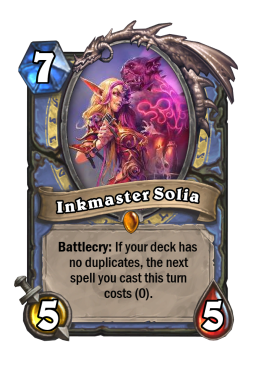 7
Inkmaster Solia
Battlecry: If your deck has
no duplicates, the next
spell you cast this turn
costs (0).
5 5